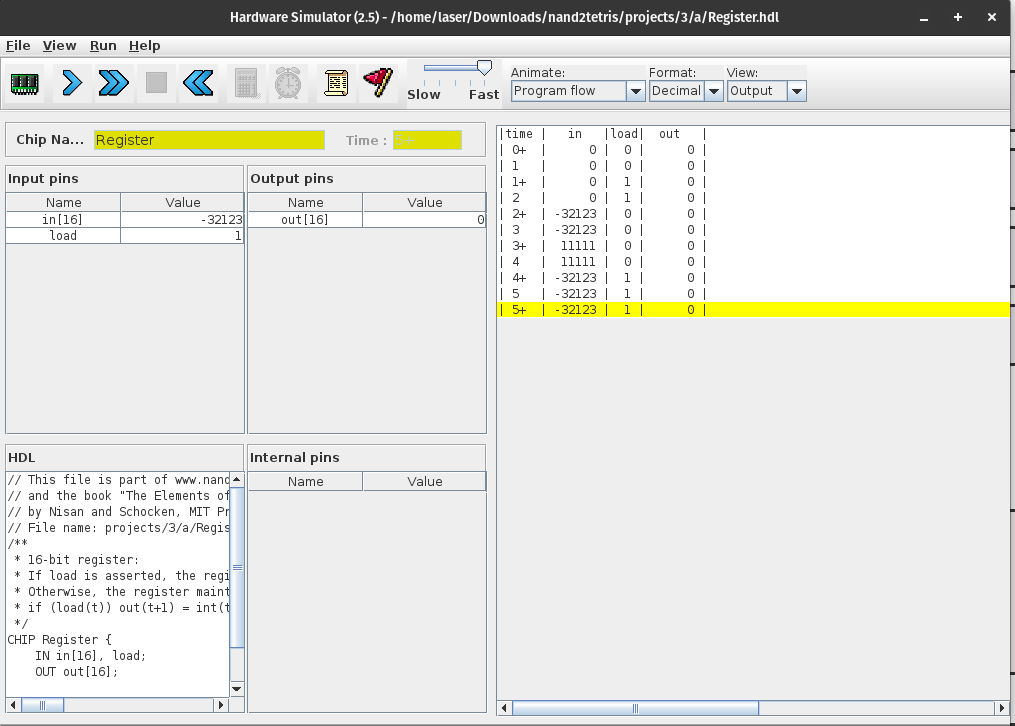 Hardware Simulator (2.5) - /home/laser/Downloads/nand2tetris/projects/3/a/Register.hdl
File View Run Help
Slow Fast
Animate: Format: View:
Program flow Decimal Output
Chip Na... Register Time : 5+
Input pins
Name Value
in[16] -32123
load 1
Output pins
Name Value
out[16] 0
HDL
// This file is part of www.nand
// and the book "The Elements of
// by Nisan and Schocken, MIT Pr
// File name: projects/3/a/Regis
/**
 * 16-bit register:
 * If load is asserted, the regi
 * Otherwise, the register maint
 * if (load(t)) out(t+1) = int(t
 */
CHIP Register {
    IN in[16], load;
    OUT out[16];
Internal pins
Name Value
|time |   in   |load|  out   |
| 0+  |      0 |  0 |      0 |
| 1   |      0 |  0 |      0 |
| 1+  |      0 |  1 |      0 |
| 2   |      0 |  1 |      0 |
| 2+  | -32123 |  0 |      0 |
| 3   | -32123 |  0 |      0 |
| 3+  |  11111 |  0 |      0 |
| 4   |  11111 |  0 |      0 |
| 4+  | -32123 |  1 |      0 |
| 5   | -32123 |  1 |      0 |
| 5+  | -32123 |  1 |      0 |